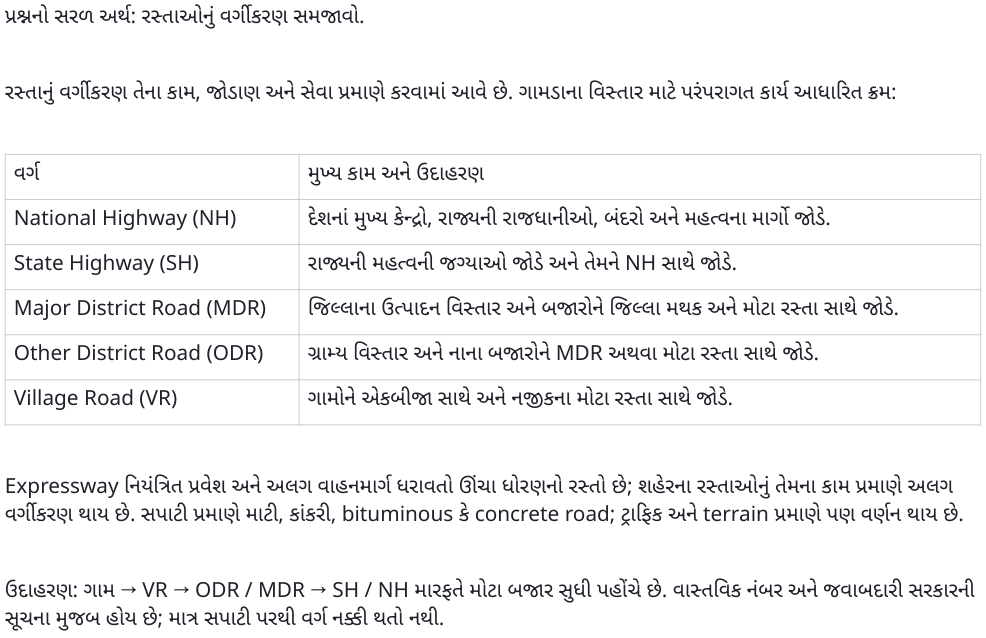 પ્રશ્નનો સરળ અર્થ: રસ્તાઓનું વર્ગીકરણ સમજાવો.
રસ્તાનું વર્ગીકરણ તેના કામ, જોડાણ અને સેવા પ્રમાણે કરવામાં આવે છે. ગામડાના વિસ્તાર માટે પરંપરાગત કાર્ય આધારિત ક્રમ:
વર્ગ મુખ્ય કામ અને ઉદાહરણ
National Highway (NH) દેશનાં મુખ્ય કેન્દ્રો, રાજ્યની રાજધાનીઓ, બંદરો અને મહત્વના માર્ગો જોડે.
State Highway (SH) રાજ્યની મહત્વની જગ્યાઓ જોડે અને તેમને NH સાથે જોડે.
Major District Road (MDR) જિલ્લાના ઉત્પાદન વિસ્તાર અને બજારોને જિલ્લા મથક અને મોટા રસ્તા સાથે જોડે.
Other District Road (ODR) ગ્રામ્ય વિસ્તાર અને નાના બજારોને MDR અથવા મોટા રસ્તા સાથે જોડે.
Village Road (VR) ગામોને એકબીજા સાથે અને નજીકના મોટા રસ્તા સાથે જોડે.
Expressway નિયંત્રિત પ્રવેશ અને અલગ વાહનમાર્ગ ધરાવતો ઊંચા ધોરણનો રસ્તો છે; શહેરના રસ્તાઓનું તેમના કામ પ્રમાણે અલગ
વર્ગીકરણ થાય છે. સપાટી પ્રમાણે માટી, કાંકરી, bituminous કે concrete road; ટ્રાફિક અને terrain પ્રમાણે પણ વર્ણન થાય છે.
ઉદાહરણ: ગામ → VR → ODR / MDR → SH / NH મારફતે મોટા બજાર સુધી પહોંચે છે. વાસ્તવિક નંબર અને જવાબદારી સરકારની
સૂચના મુજબ હોય છે; માત્ર સપાટી પરથી વર્ગ નક્કી થતો નથી.